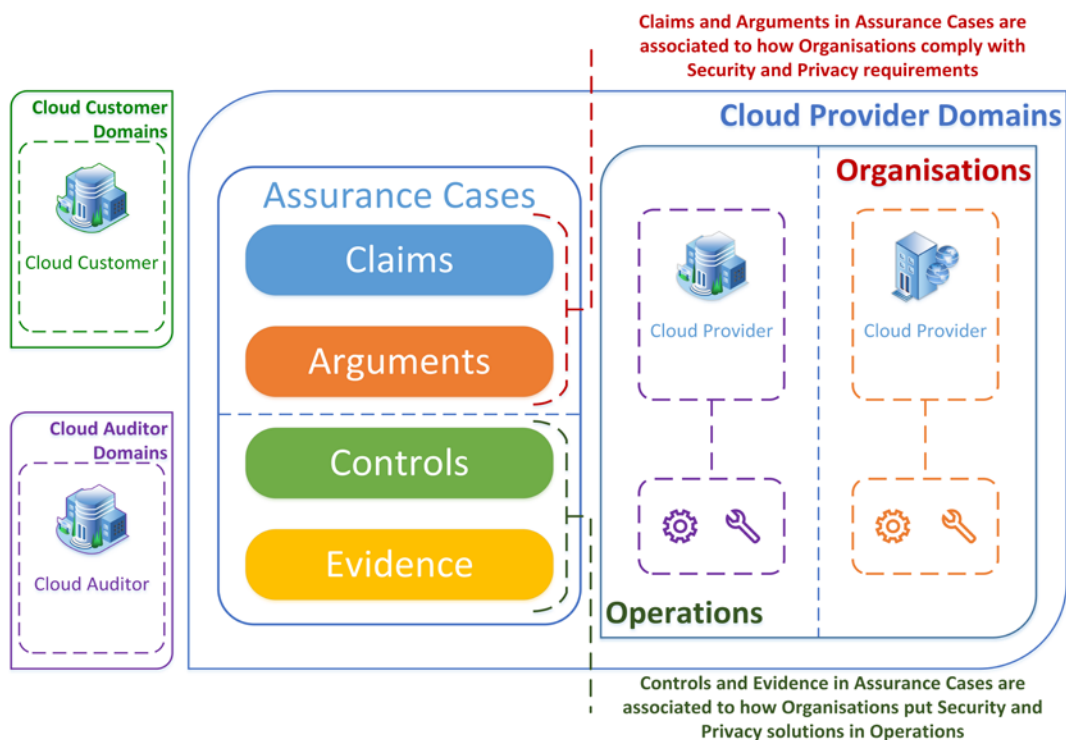 Claims and Arguments in Assurance Cases are
associated to how Organisations comply with
Security and Privacy requirements
Cloud Customer
Domains
Cloud Customer
Cloud Auditor
Domains
Cloud Auditor
Cloud Provider Domains
Assurance Cases
Claims
Arguments
Controls
Evidence
Organisations
Cloud Provider
Cloud Provider
Operations
Controls and Evidence in Assurance Cases are
associated to how Organisations put Security and
Privacy solutions in Operations